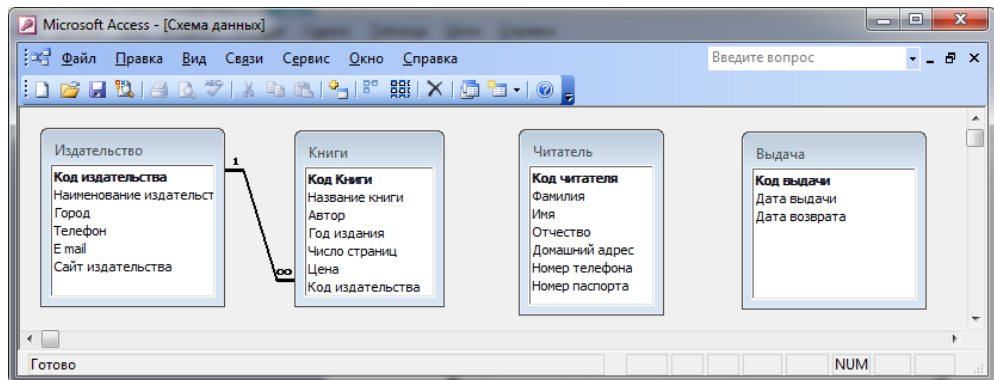 Microsoft Access - [Схема данных]
Файл Правка Вид Связи Сервис Окно Справка
Введите вопрос
Издательство
1
Код издательства
Наименование издательст
Город
Телефон
E mail
Сайт издательства
∞
Книги
Код Книги
Название книги
Автор
Год издания
Число страниц
Цена
Код издательства
Читатель
Код читателя
Фамилия
Имя
Отчество
Домашний адрес
Номер телефона
Номер паспорта
Выдача
Код выдачи
Дата выдачи
Дата возврата
Готово
NUM